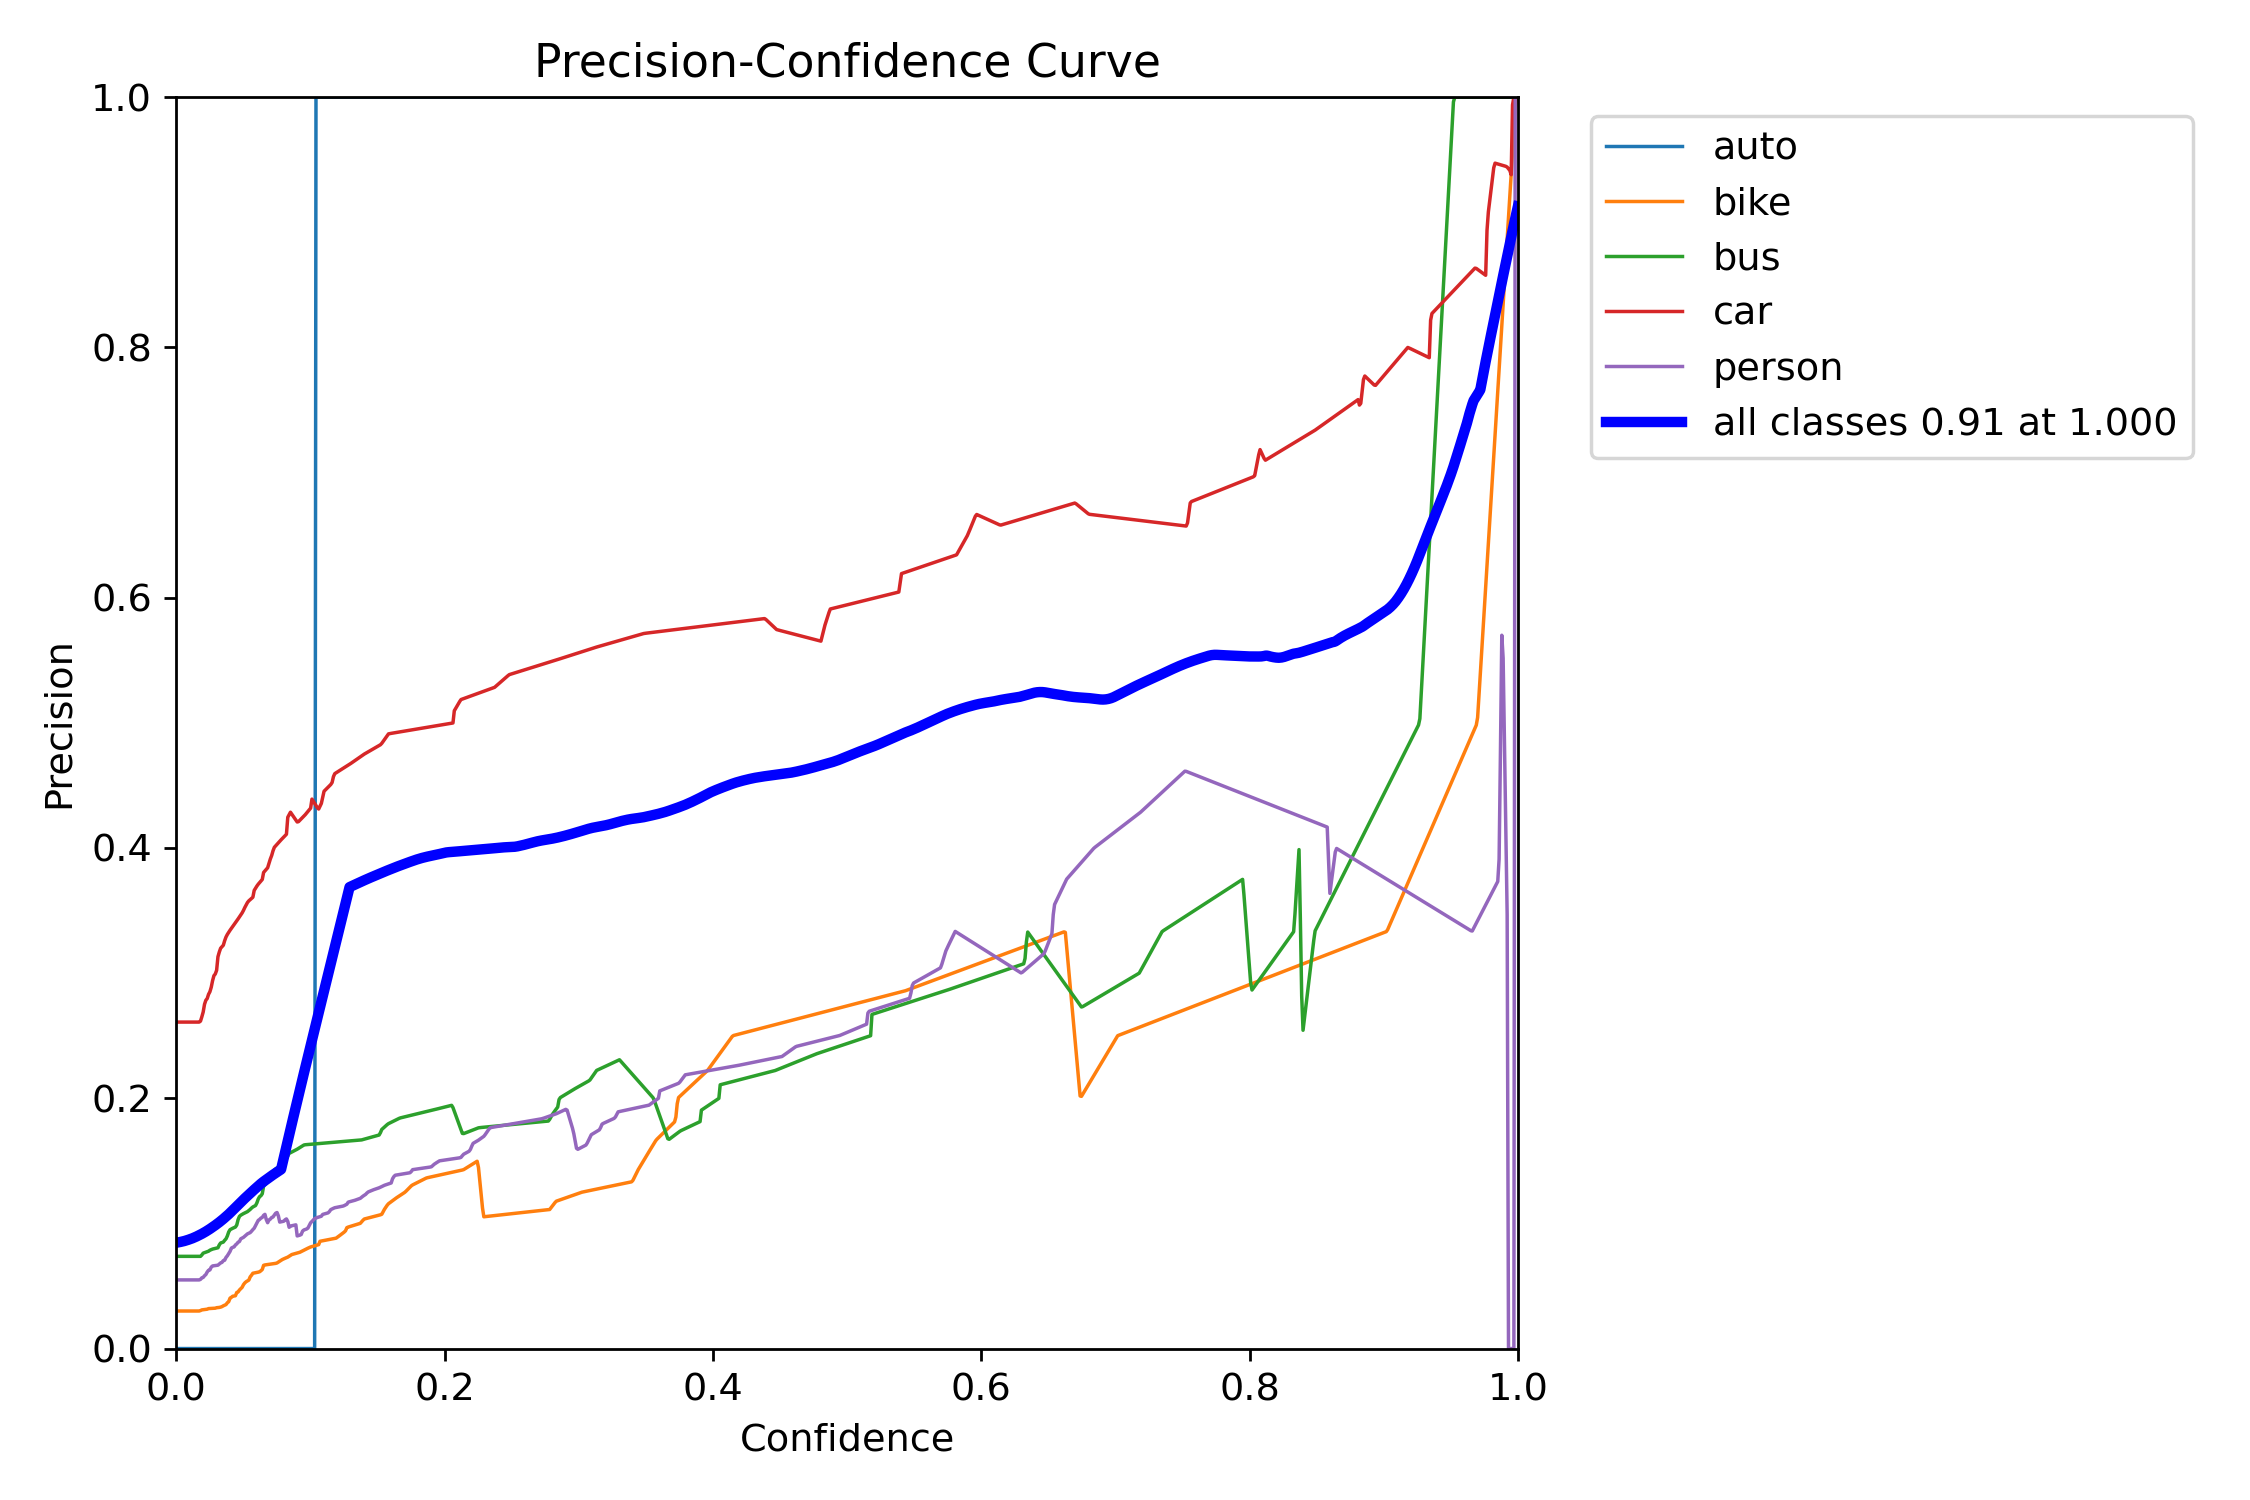 Precision-Confidence Curve
1.0
0.8
0.6
0.4
0.2
0.0
Precision
0.0 0.2 0.4 0.6 0.8 1.0
Confidence
auto
bike
bus
car
person
all classes 0.91 at 1.000